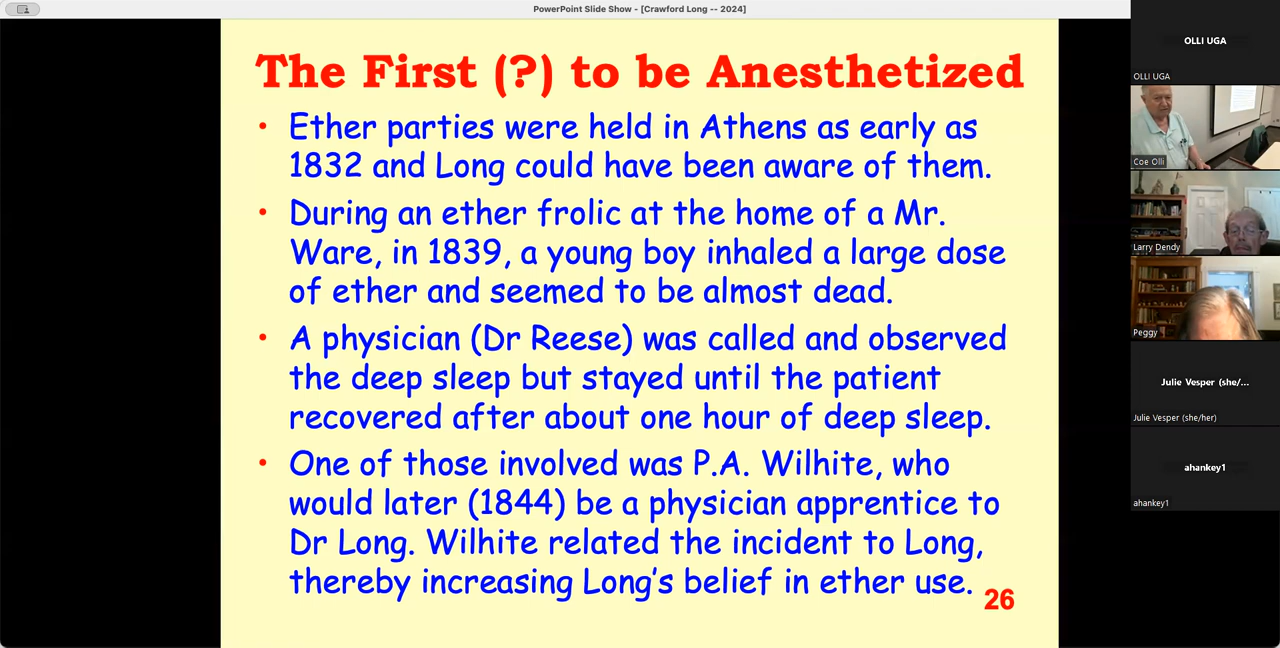 PowerPoint Slide Show - [Crawford Long -- 2024]
The First (?) to be Anesthetized
• Ether parties were held in Athens as early as
1832 and Long could have been aware of them.
• During an ether frolic at the home of a Mr.
Ware, in 1839, a young boy inhaled a large dose
of ether and seemed to be almost dead.
• A physician (Dr Reese) was called and observed
the deep sleep but stayed until the patient
recovered after about one hour of deep sleep.
• One of those involved was P.A. Wilhite, who
would later (1844) be a physician apprentice to
Dr Long. Wilhite related the incident to Long,
thereby increasing Long's belief in ether use.
26
OLLI UGA
OLLI UGA
Coe Olli
Larry Dendy
Peggy
Julie Vesper (she/...
Julie Vesper (she/her)
ahankey1
ahankey1